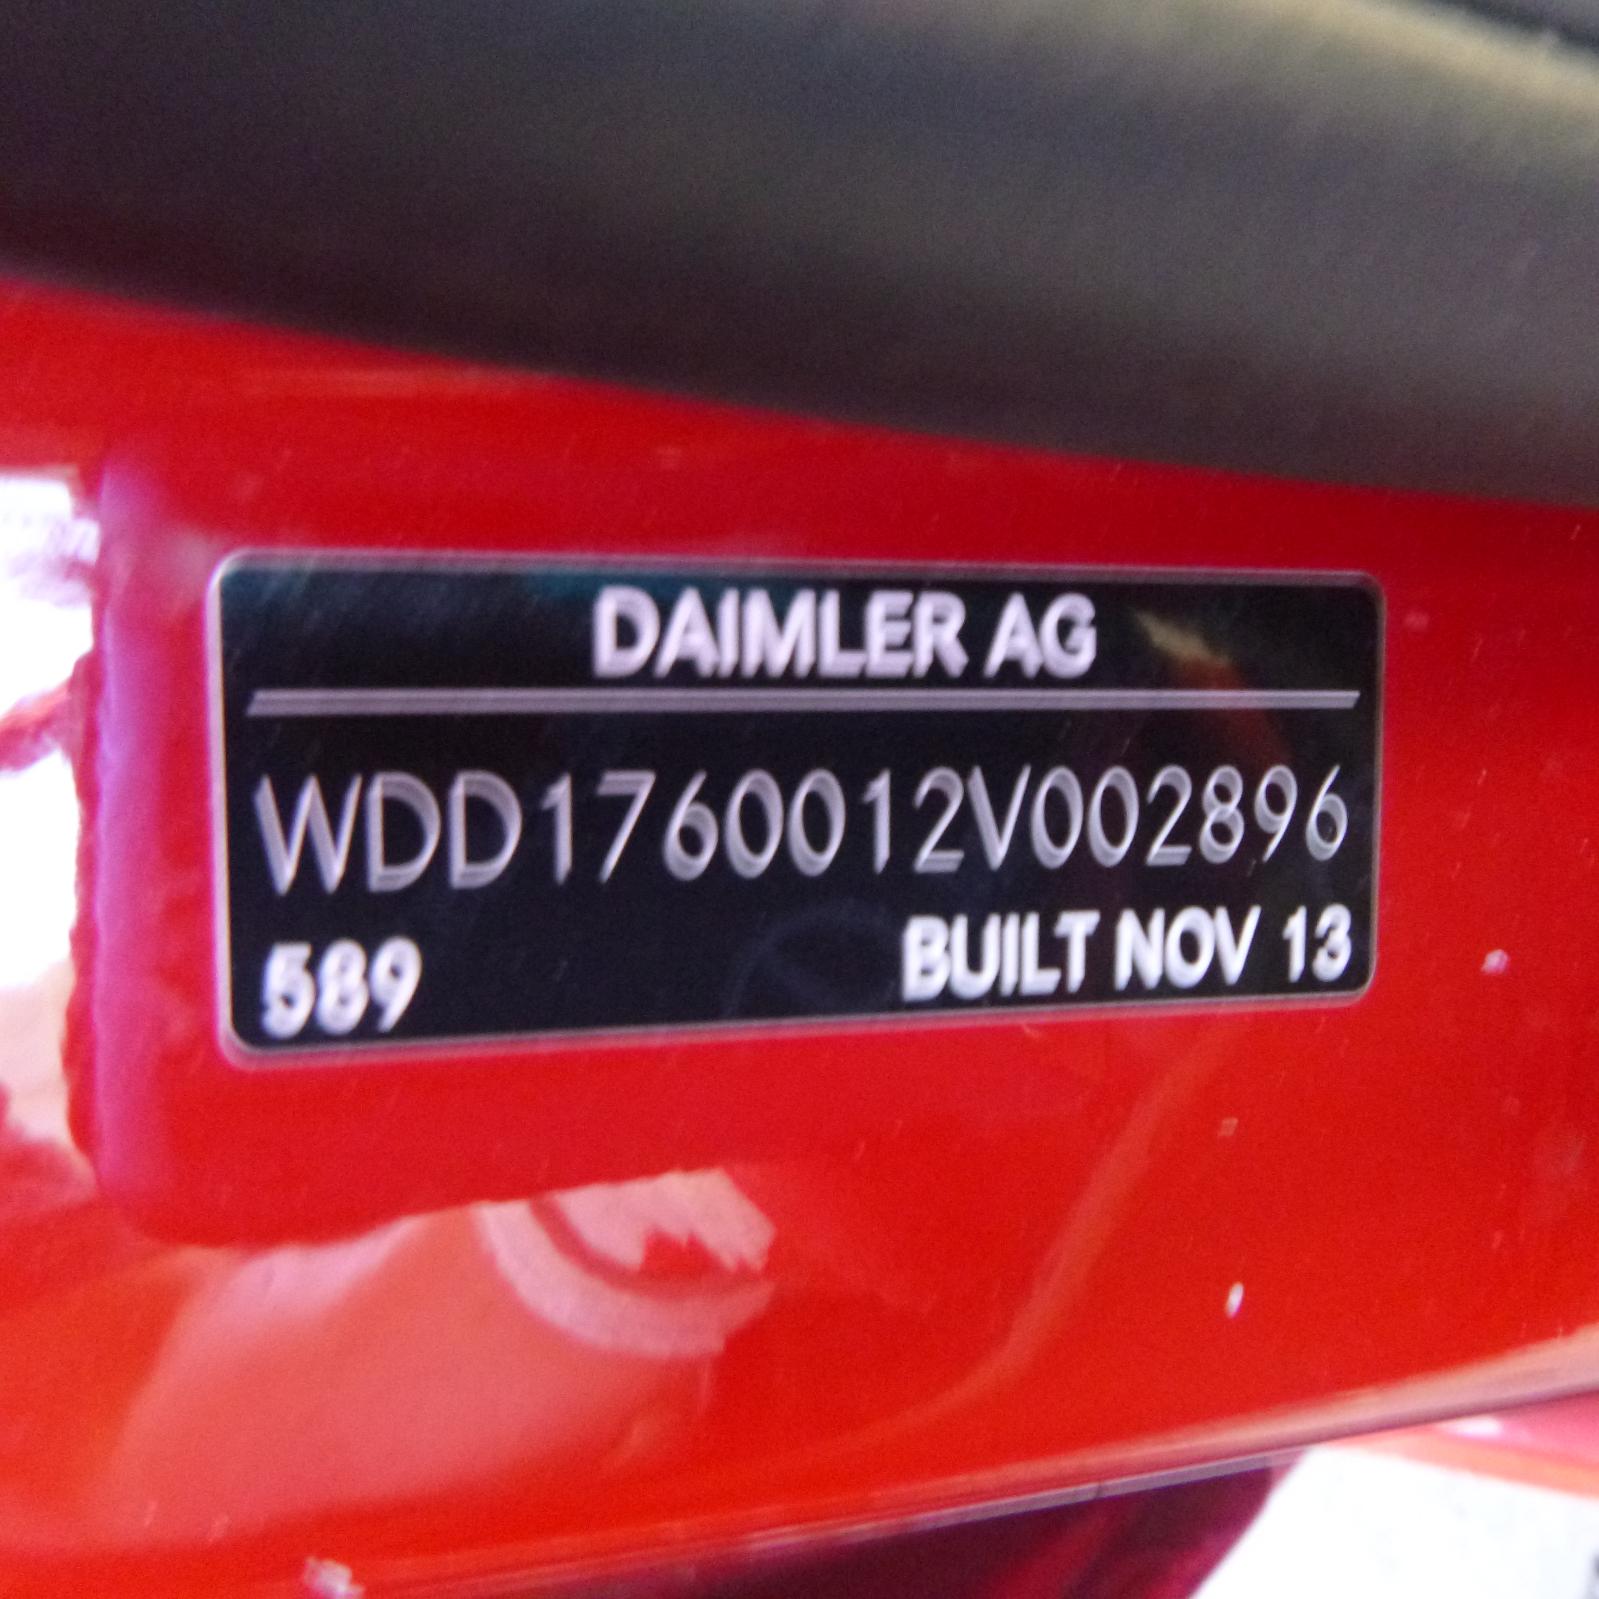 DAIMLER AG
WDD1760012V002896
589 BUILT NOV 13